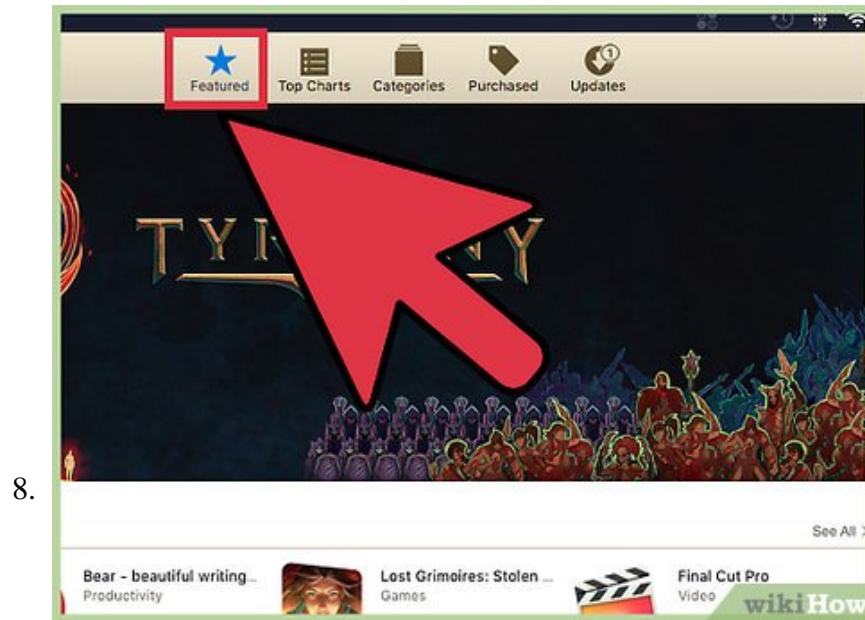 Featured
Top Charts
Categories
Purchased
1
Updates
8.
See All >
Bear - beautiful writing...
Productivity
Lost Grimoires: Stolen ...
Games
Final Cut Pro
Video
wikiHow